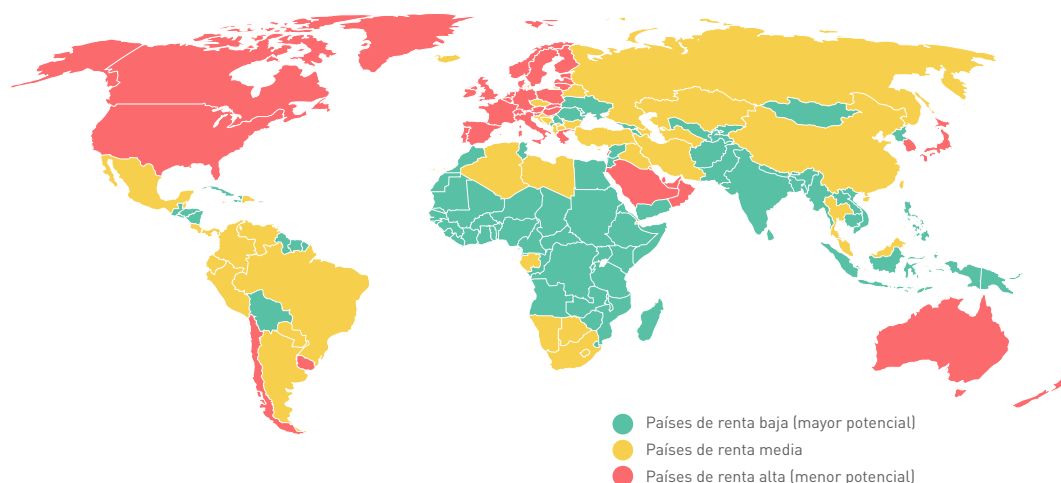 Países de renta baja (mayor potencial)
Países de renta media
Países de renta alta (menor potencial)